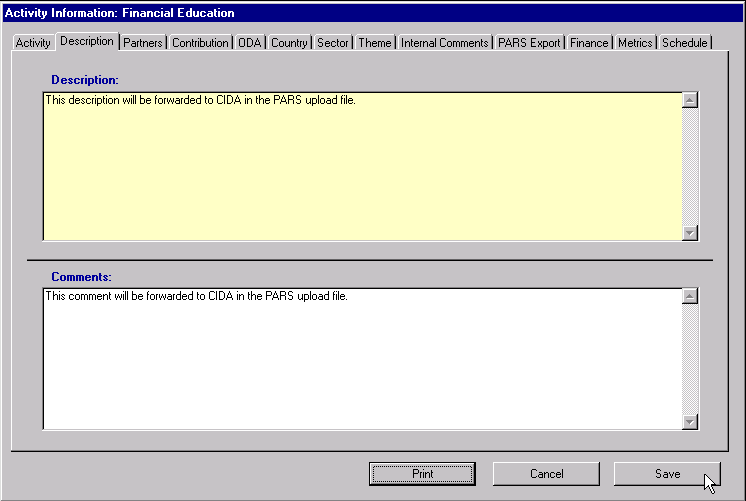 Activity Information: Financial Education
Activity Description Partners Contribution ODA Country Sector Theme Internal Comments PARS Export Finance Metrics Schedule
Description:
This description will be forwarded to CIDA in the PARS upload file.
Comments:
This comment will be forwarded to CIDA in the PARS upload file.
Print Cancel Save